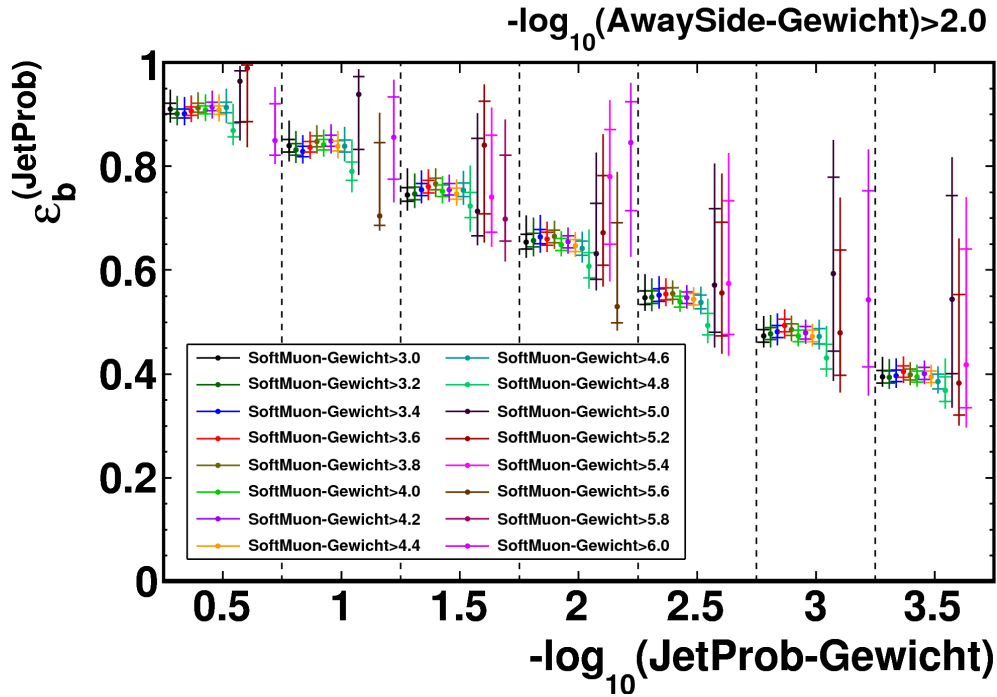 -log10(AwaySide-Gewicht)>2.0
εb(JetProb)
1
0.8
0.6
0.4
0.2
0
SoftMuon-Gewicht>3.0 SoftMuon-Gewicht>4.6
SoftMuon-Gewicht>3.2 SoftMuon-Gewicht>4.8
SoftMuon-Gewicht>3.4 SoftMuon-Gewicht>5.0
SoftMuon-Gewicht>3.6 SoftMuon-Gewicht>5.2
SoftMuon-Gewicht>3.8 SoftMuon-Gewicht>5.4
SoftMuon-Gewicht>4.0 SoftMuon-Gewicht>5.6
SoftMuon-Gewicht>4.2 SoftMuon-Gewicht>5.8
SoftMuon-Gewicht>4.4 SoftMuon-Gewicht>6.0
0.5 1 1.5 2 2.5 3 3.5
-log10(JetProb-Gewicht)